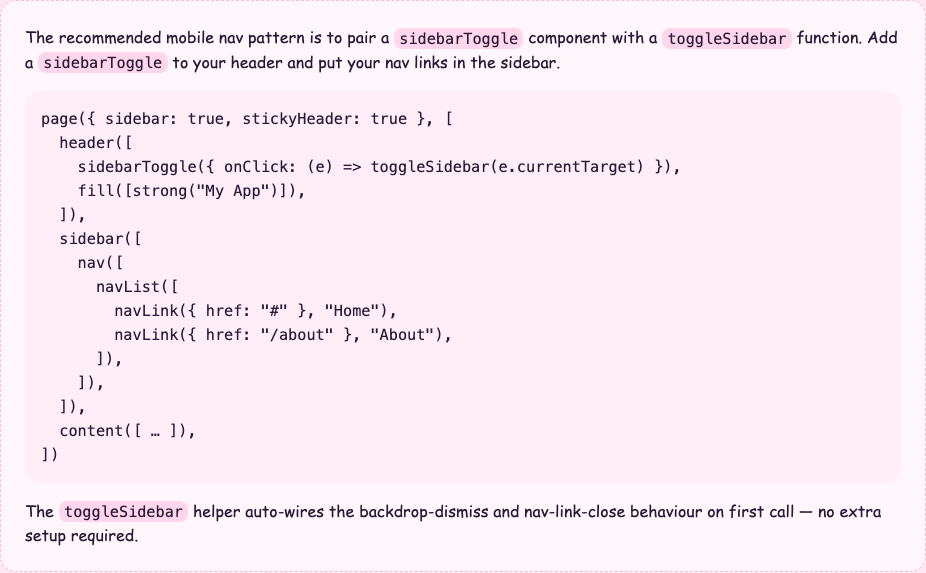 The recommended mobile nav pattern is to pair a sidebarToggle component with a toggleSidebar function. Add
a sidebarToggle to your header and put your nav links in the sidebar.
page({ sidebar: true, stickyHeader: true }, [
  header([
    sidebarToggle({ onClick: (e) => toggleSidebar(e.currentTarget) }),
    fill([strong("My App")]),
  ]),
  sidebar([
    nav([
      navList([
        navLink({ href: "#" }, "Home"),
        navLink({ href: "/about" }, "About"),
      ]),
    ]),
  ]),
  content([ … ]),
])
The toggleSidebar helper auto-wires the backdrop-dismiss and nav-link-close behaviour on first call — no extra
setup required.